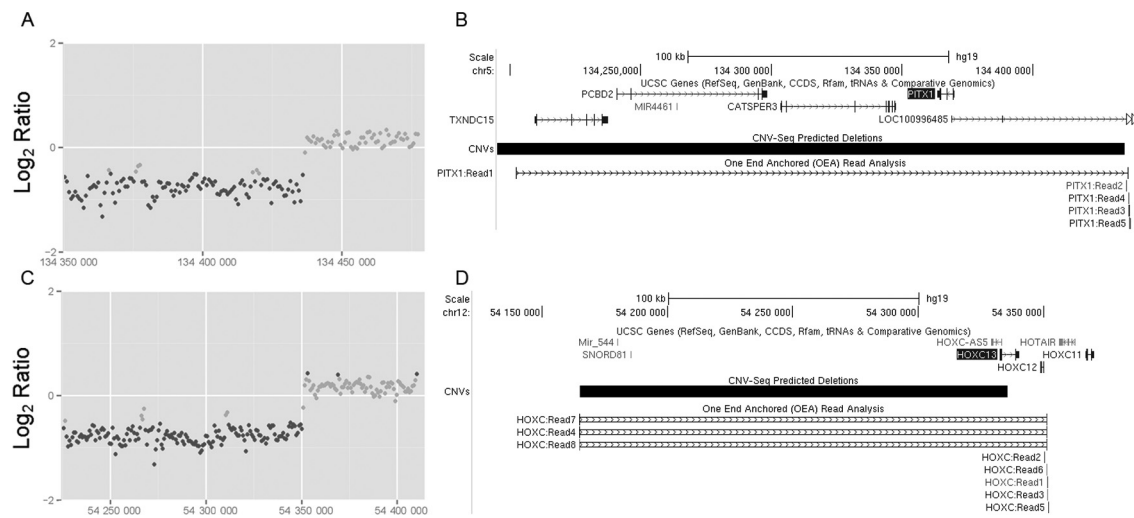 A
2
0
-2
Log2 Ratio
134 350 000
134 400 000
134 450 000
B
Scale
100 kb
hg19
chr5:
134,250,000
134 300 000
134 350 000
134 400 000
UCSC Genes (RefSeq, GenBank, CCDS, Rfam, tRNAs & Comparative Genomics)
PCBD2
PITX1
MIR4461
CATSPER3
TXNDC15
LOC100996485
CNV-Seq Predicted Deletions
CNVs
One End Anchored (OEA) Read Analysis
PITX1:Read1
PITX1:Read2
PITX1:Read4
PITX1:Read3
PITX1:Read5
C
2
0
-2
Log2 Ratio
54 250 000
54 300 000
54 350 000
54 400 000
D
Scale
100 kb
hg19
chr12:
54 150 000
54 200 000
54 250 000
54 300 000
54 350 000
UCSC Genes (RefSeq, GenBank, CCDS, Rfam, tRNAs & Comparative Genomics)
Mir_544
HOXC-AS5
HOTAIR
SNORD81
HOXC13
HOXC11
HOXC12
CNV-Seq Predicted Deletions
CNVs
One End Anchored (OEA) Read Analysis
HOXC:Read7
HOXC:Read4
HOXC:Read8
HOXC:Read2
HOXC:Read6
HOXC:Read1
HOXC:Read3
HOXC:Read5